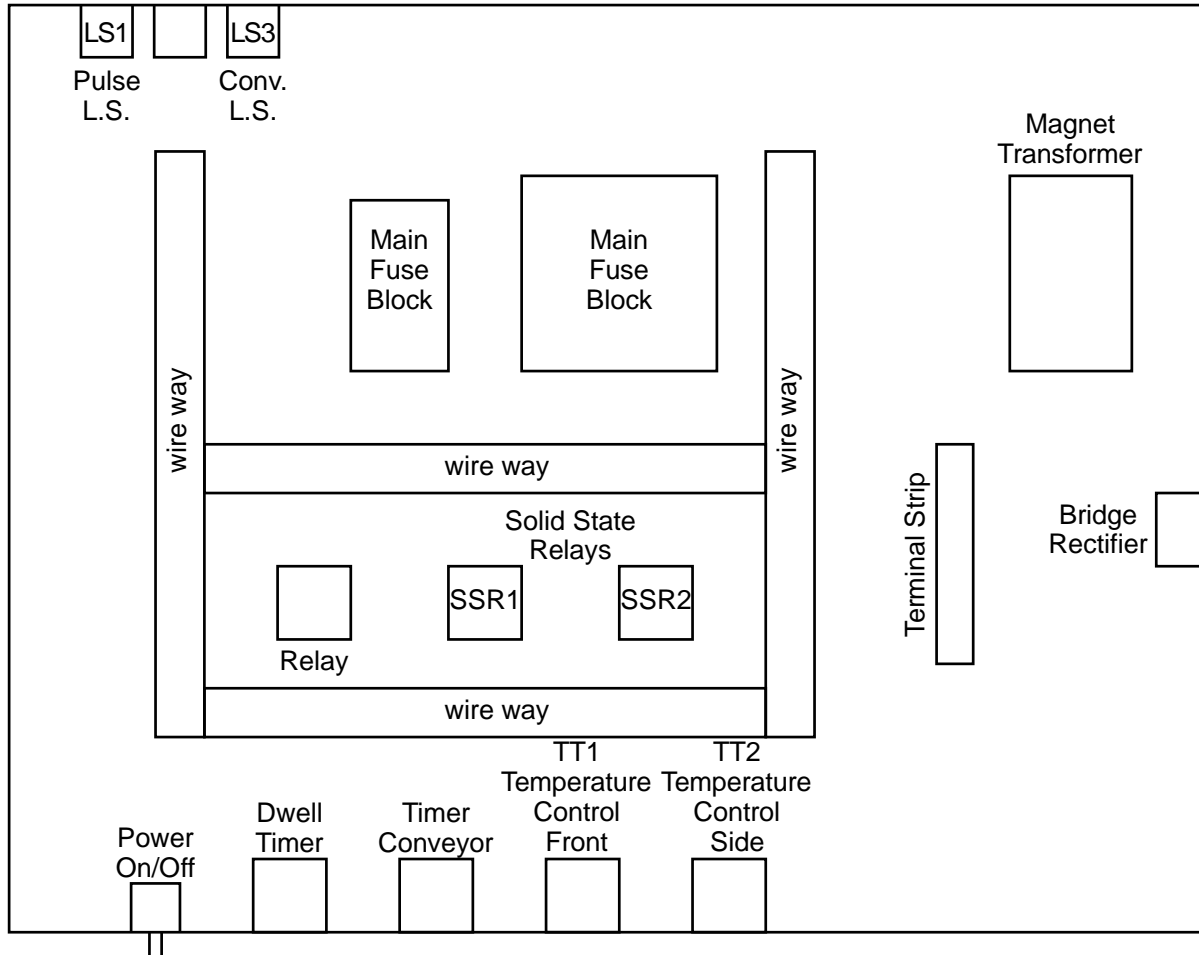 LS1
LS3
Pulse
L.S.
Conv.
L.S.
Magnet
Transformer
Main
Fuse
Block
Main
Fuse
Block
wire way
wire way
wire way
Solid State
Relays
SSR1
SSR2
Relay
Terminal Strip
Bridge
Rectifier
wire way
Power
On/Off
Dwell
Timer
Timer
Conveyor
TT1
Temperature
Control
Front
TT2
Temperature
Control
Side